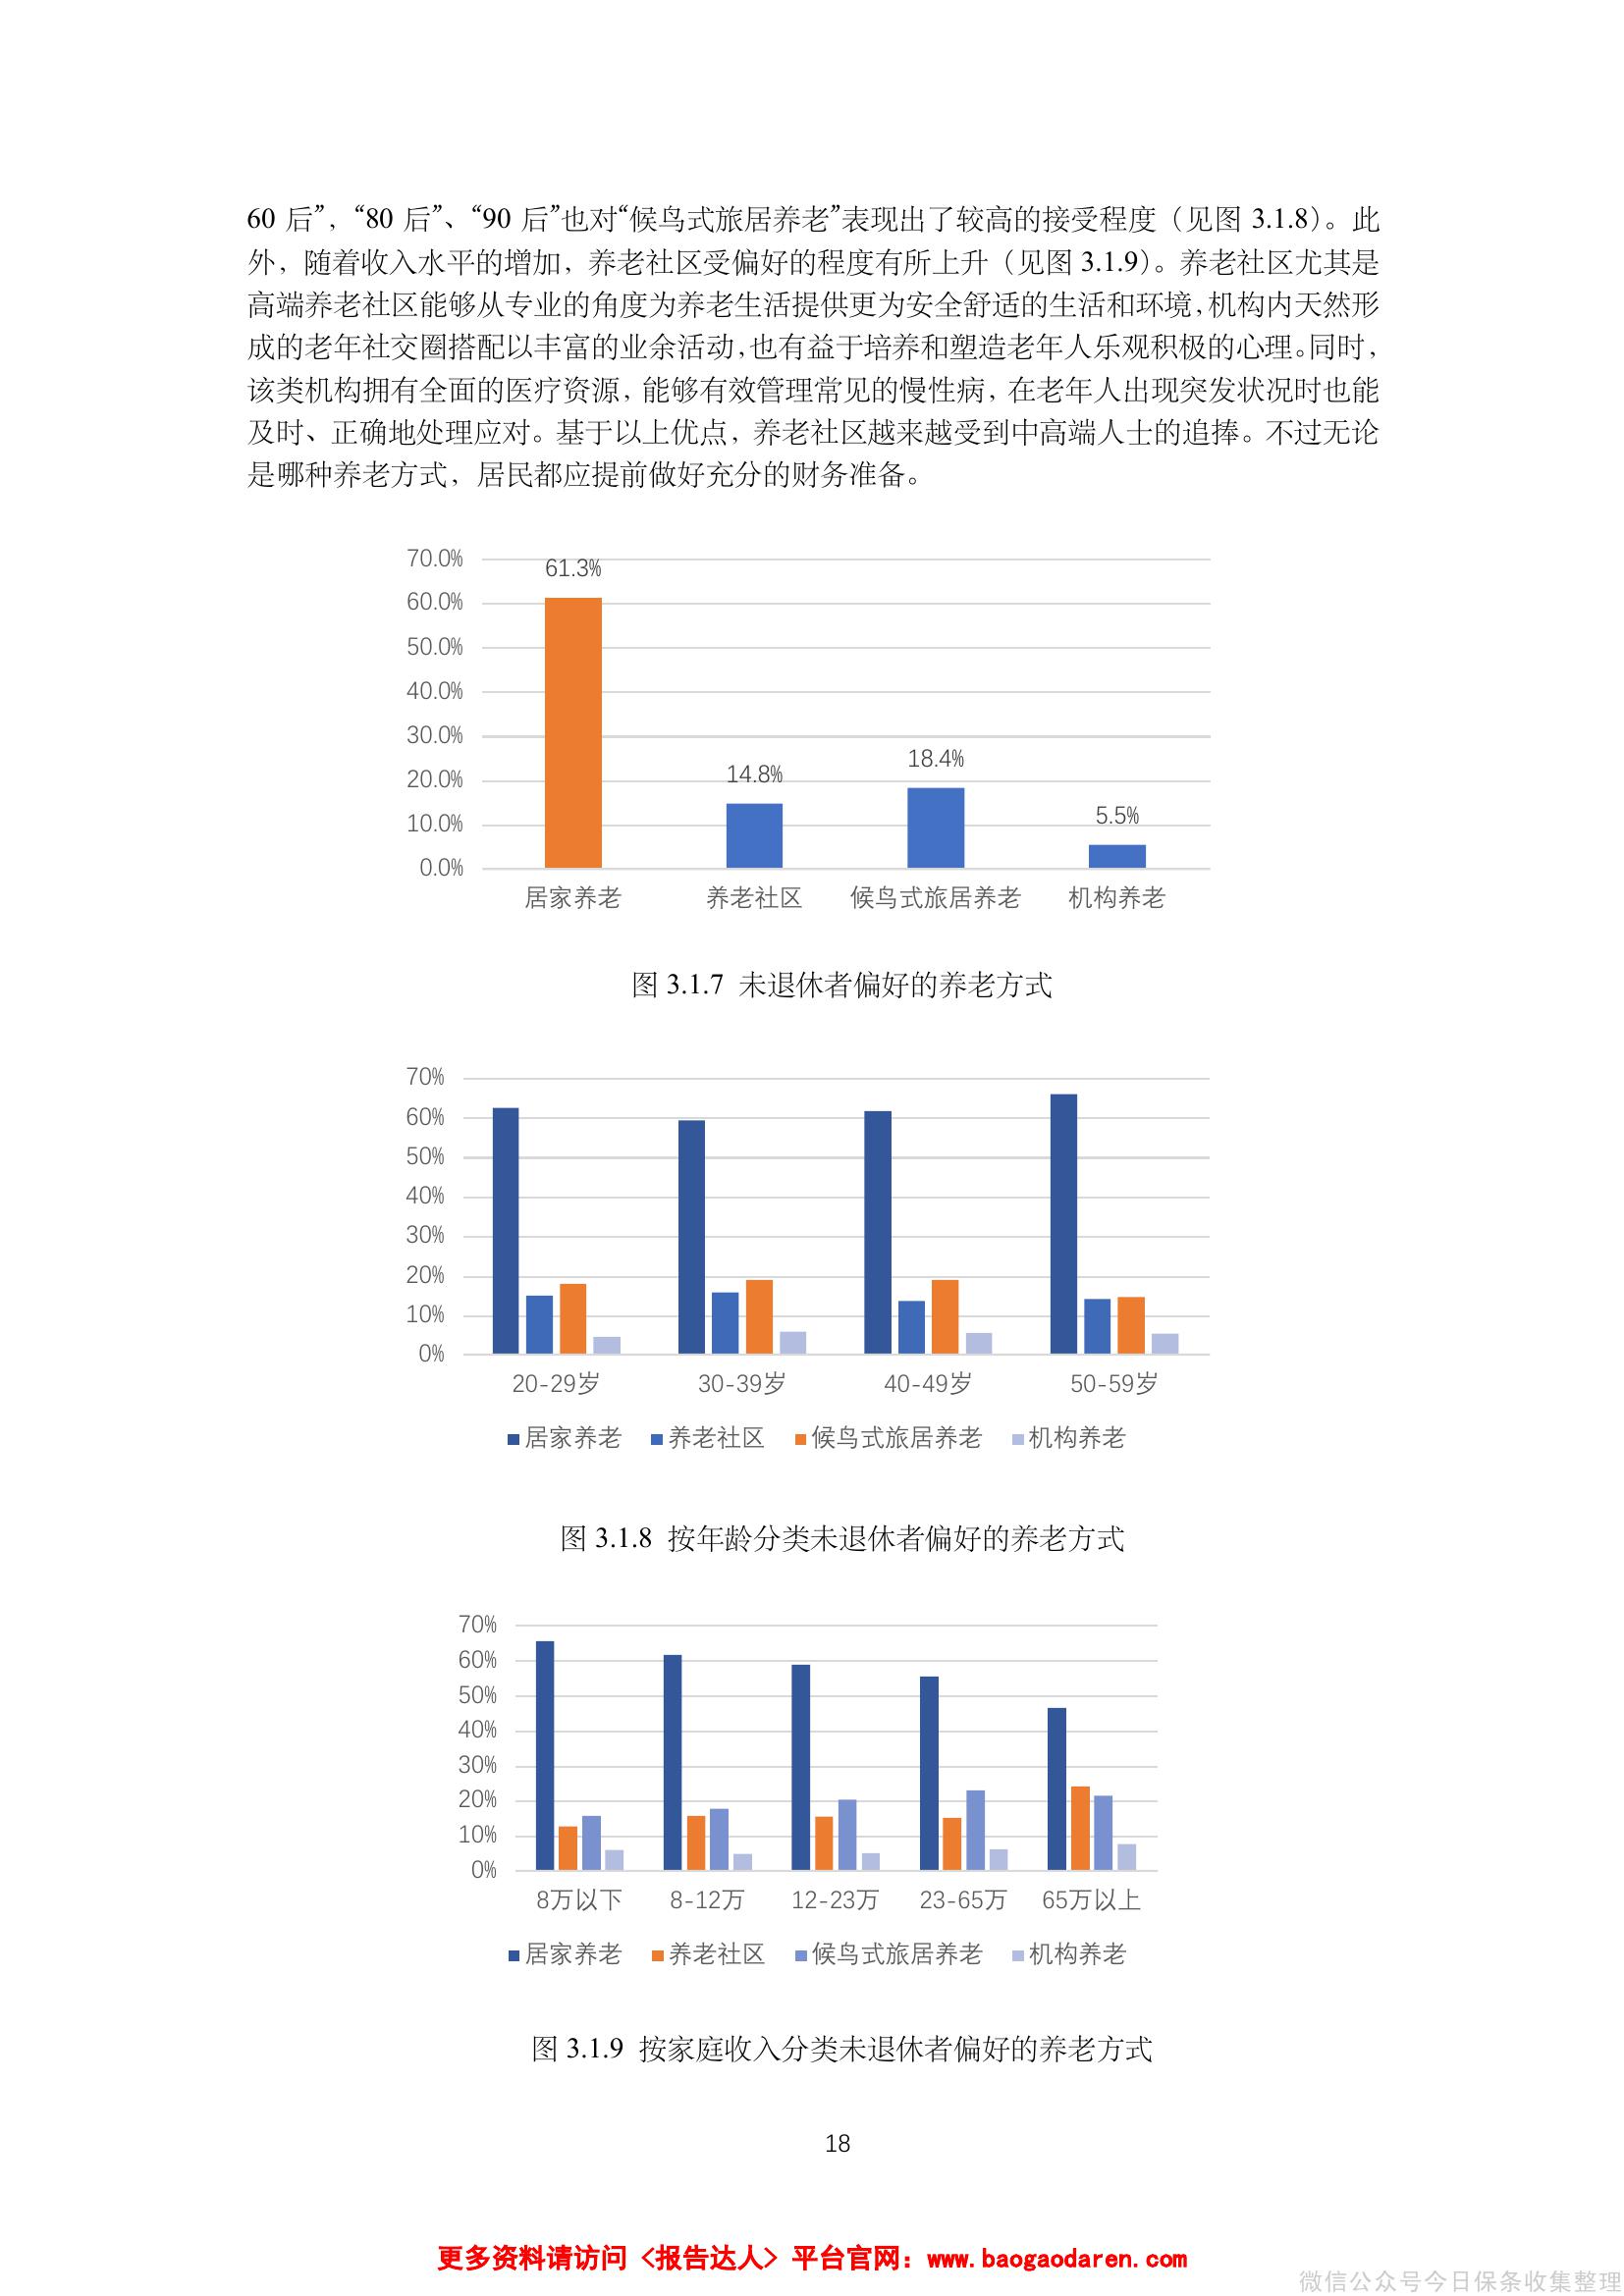 60 后”，“80 后”、“90 后”也对“候鸟式旅居养老”表现出了较高的接受程度（见图 3.1.8）。此
外，随着收入水平的增加，养老社区受偏好的程度有所上升（见图 3.1.9）。养老社区尤其是
高端养老社区能够从专业的角度为养老生活提供更为安全舒适的生活和环境，机构内天然形
成的老年社交圈搭配以丰富的业余活动，也有益于培养和塑造老年人乐观积极的心理。同时，
该类机构拥有全面的医疗资源，能够有效管理常见的慢性病，在老年人出现突发状况时也能
及时、正确地处理应对。基于以上优点，养老社区越来越受到中高端人士的追捧。不过无论
是哪种养老方式，居民都应提前做好充分的财务准备。
70.0%
61.3%
60.0%
50.0%
40.0%
30.0%
18.4%
20.0%
14.8%
10.0%
5.5%
0.0%
居家养老 养老社区 候鸟式旅居养老 机构养老
图 3.1.7 未退休者偏好的养老方式
70%
60%
50%
40%
30%
20%
10%
0%
20-29岁 30-39岁 40-49岁 50-59岁
居家养老 养老社区 候鸟式旅居养老 机构养老
图 3.1.8 按年龄分类未退休者偏好的养老方式
70%
60%
50%
40%
30%
20%
10%
0%
8万以下 8-12万 12-23万 23-65万 65万以上
居家养老 养老社区 候鸟式旅居养老 机构养老
图 3.1.9 按家庭收入分类未退休者偏好的养老方式
18
更多资料请访问《报告达人》平台官网：www.baogaodaren.com
微信公众号今日保条收集整理